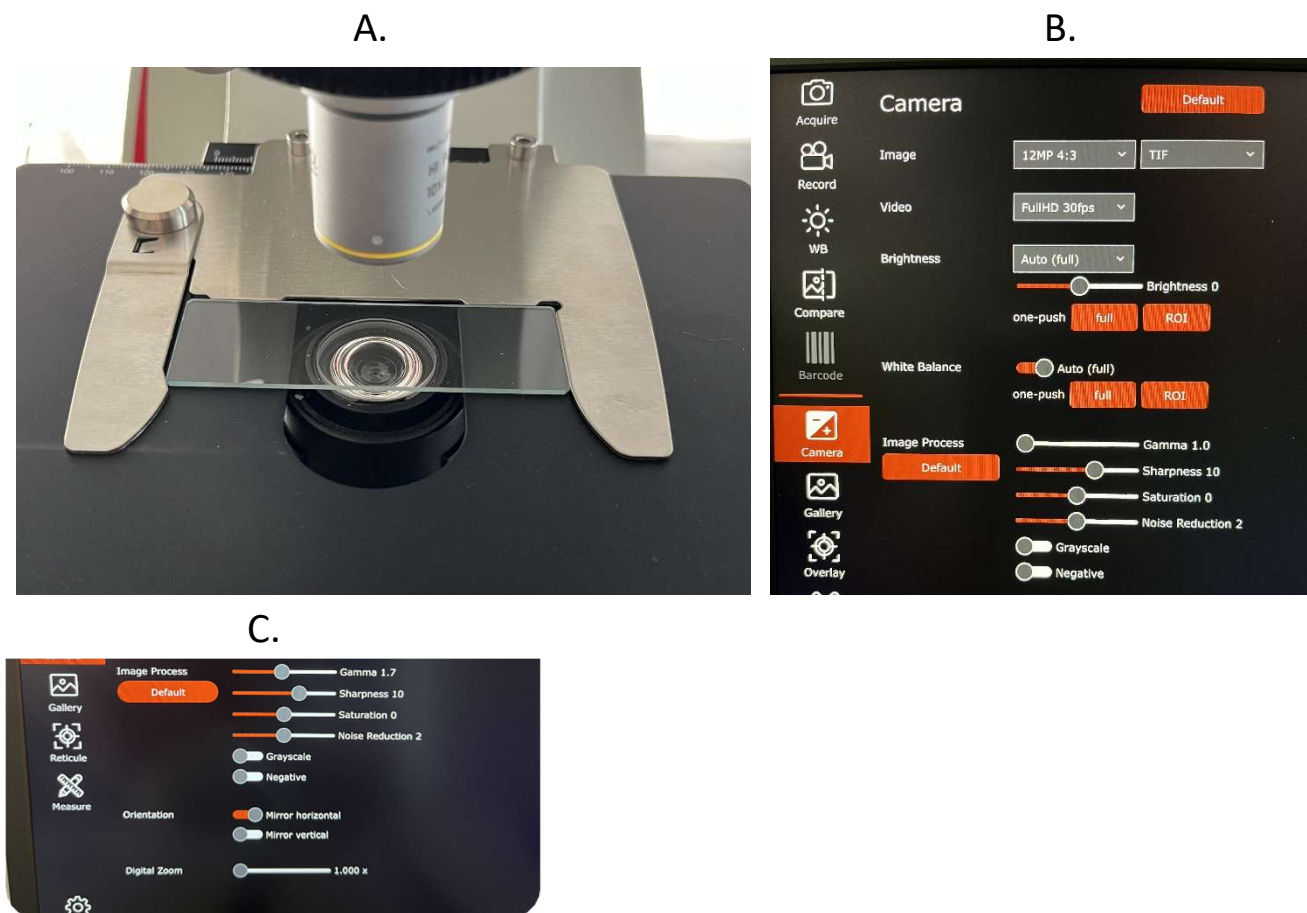 A.
B.
100 110
10X
Acquire
Camera
Default
Image
12MP 4:3
TIF
Record
Video
FullHD 30fps
WB
Brightness
Auto (full)
Brightness 0
Compare
one-push
full
ROI
Barcode
White Balance
Auto (full)
one-push
full
ROI
Camera
Image Process
Gamma 1.0
Default
Sharpness 10
Gallery
Saturation 0
Noise Reduction 2
Overlay
Grayscale
Negative
C.
Image Process
Gamma 1.7
Default
Sharpness 10
Gallery
Saturation 0
Noise Reduction 2
Reticule
Grayscale
Negative
Measure
Orientation
Mirror horizontal
Mirror vertical
Digital Zoom
1.000 x